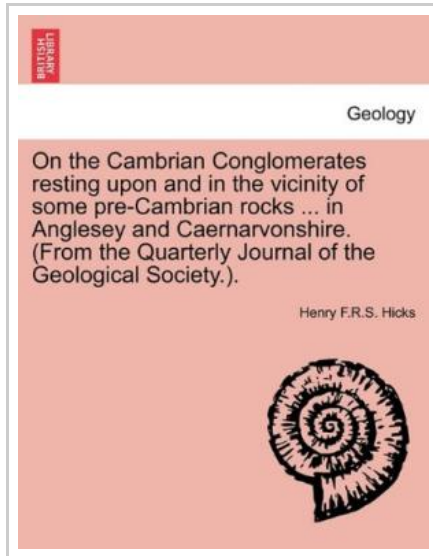 BRITISH
LIBRARY
Geology
On the Cambrian Conglomerates
resting upon and in the vicinity of
some pre-Cambrian rocks ... in
Anglesey and Caernarvonshire.
(From the Quarterly Journal of the
Geological Society.).
Henry F.R.S. Hicks